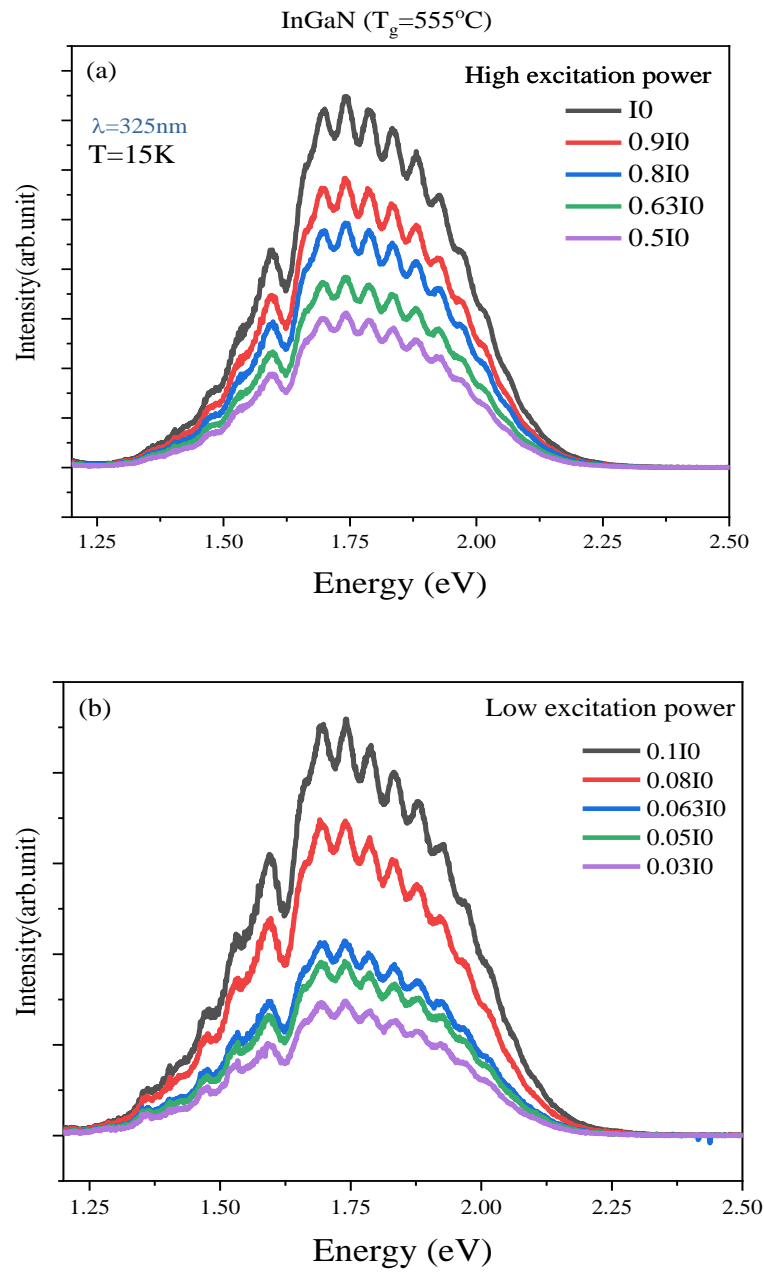 InGaN (Tg=555°C)
(a)
High excitation power
λ=325nm
T=15K
I0
0.9I0
0.8I0
0.63I0
0.5I0
Intensity(arb.unit)
1.25 1.50 1.75 2.00 2.25 2.50
Energy (eV)
(b)
Low excitation power
0.1I0
0.08I0
0.063I0
0.05I0
0.03I0
Intensity(arb.unit)
1.25 1.50 1.75 2.00 2.25 2.50
Energy (eV)